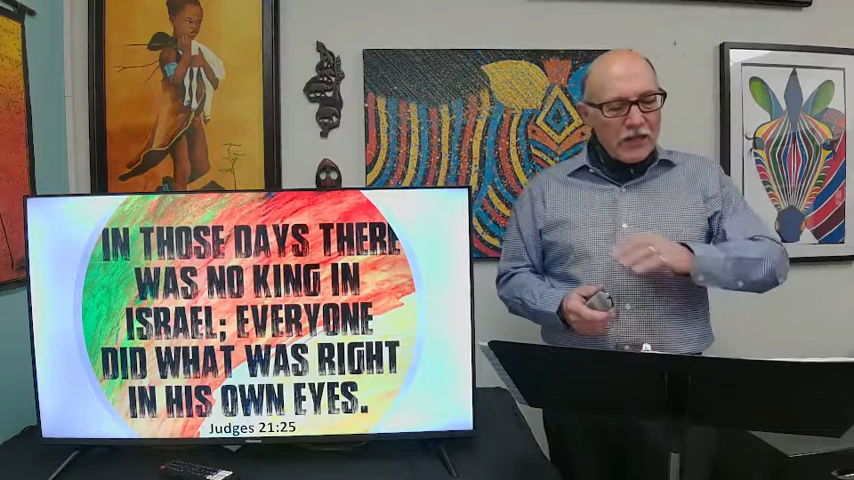 IN THOSE DAYS THERE
WAS NO KING IN
ISRAEL; EVERYONE
DID WHAT WAS RIGHT
IN HIS OWN EYES.
Judges 21:25